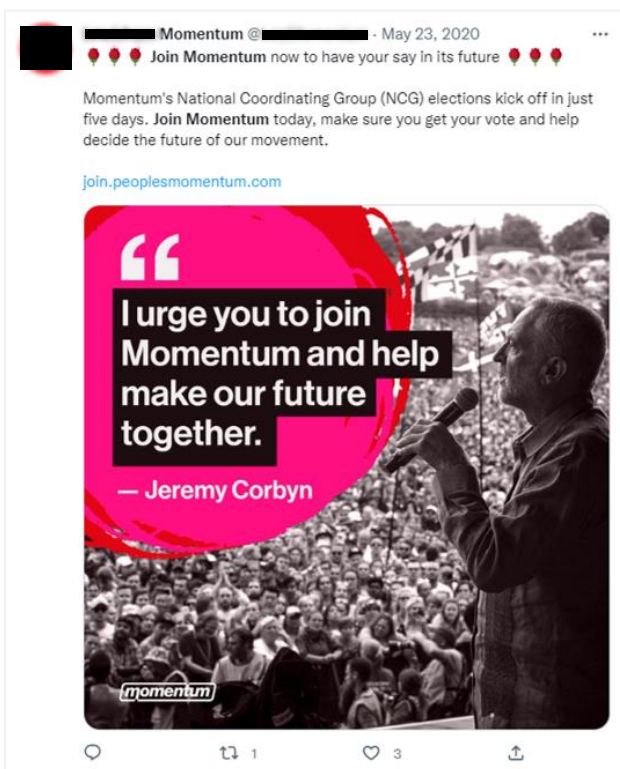 Momentum @ · May 23, 2020
🌹🌹🌹 Join Momentum now to have your say in its future 🌹🌹🌹
Momentum's National Coordinating Group (NCG) elections kick off in just
five days. Join Momentum today, make sure you get your vote and help
decide the future of our movement.
join.peoplesmomentum.com
“
I urge you to join
Momentum and help
make our future
together.
— Jeremy Corbyn
momentum
1 3